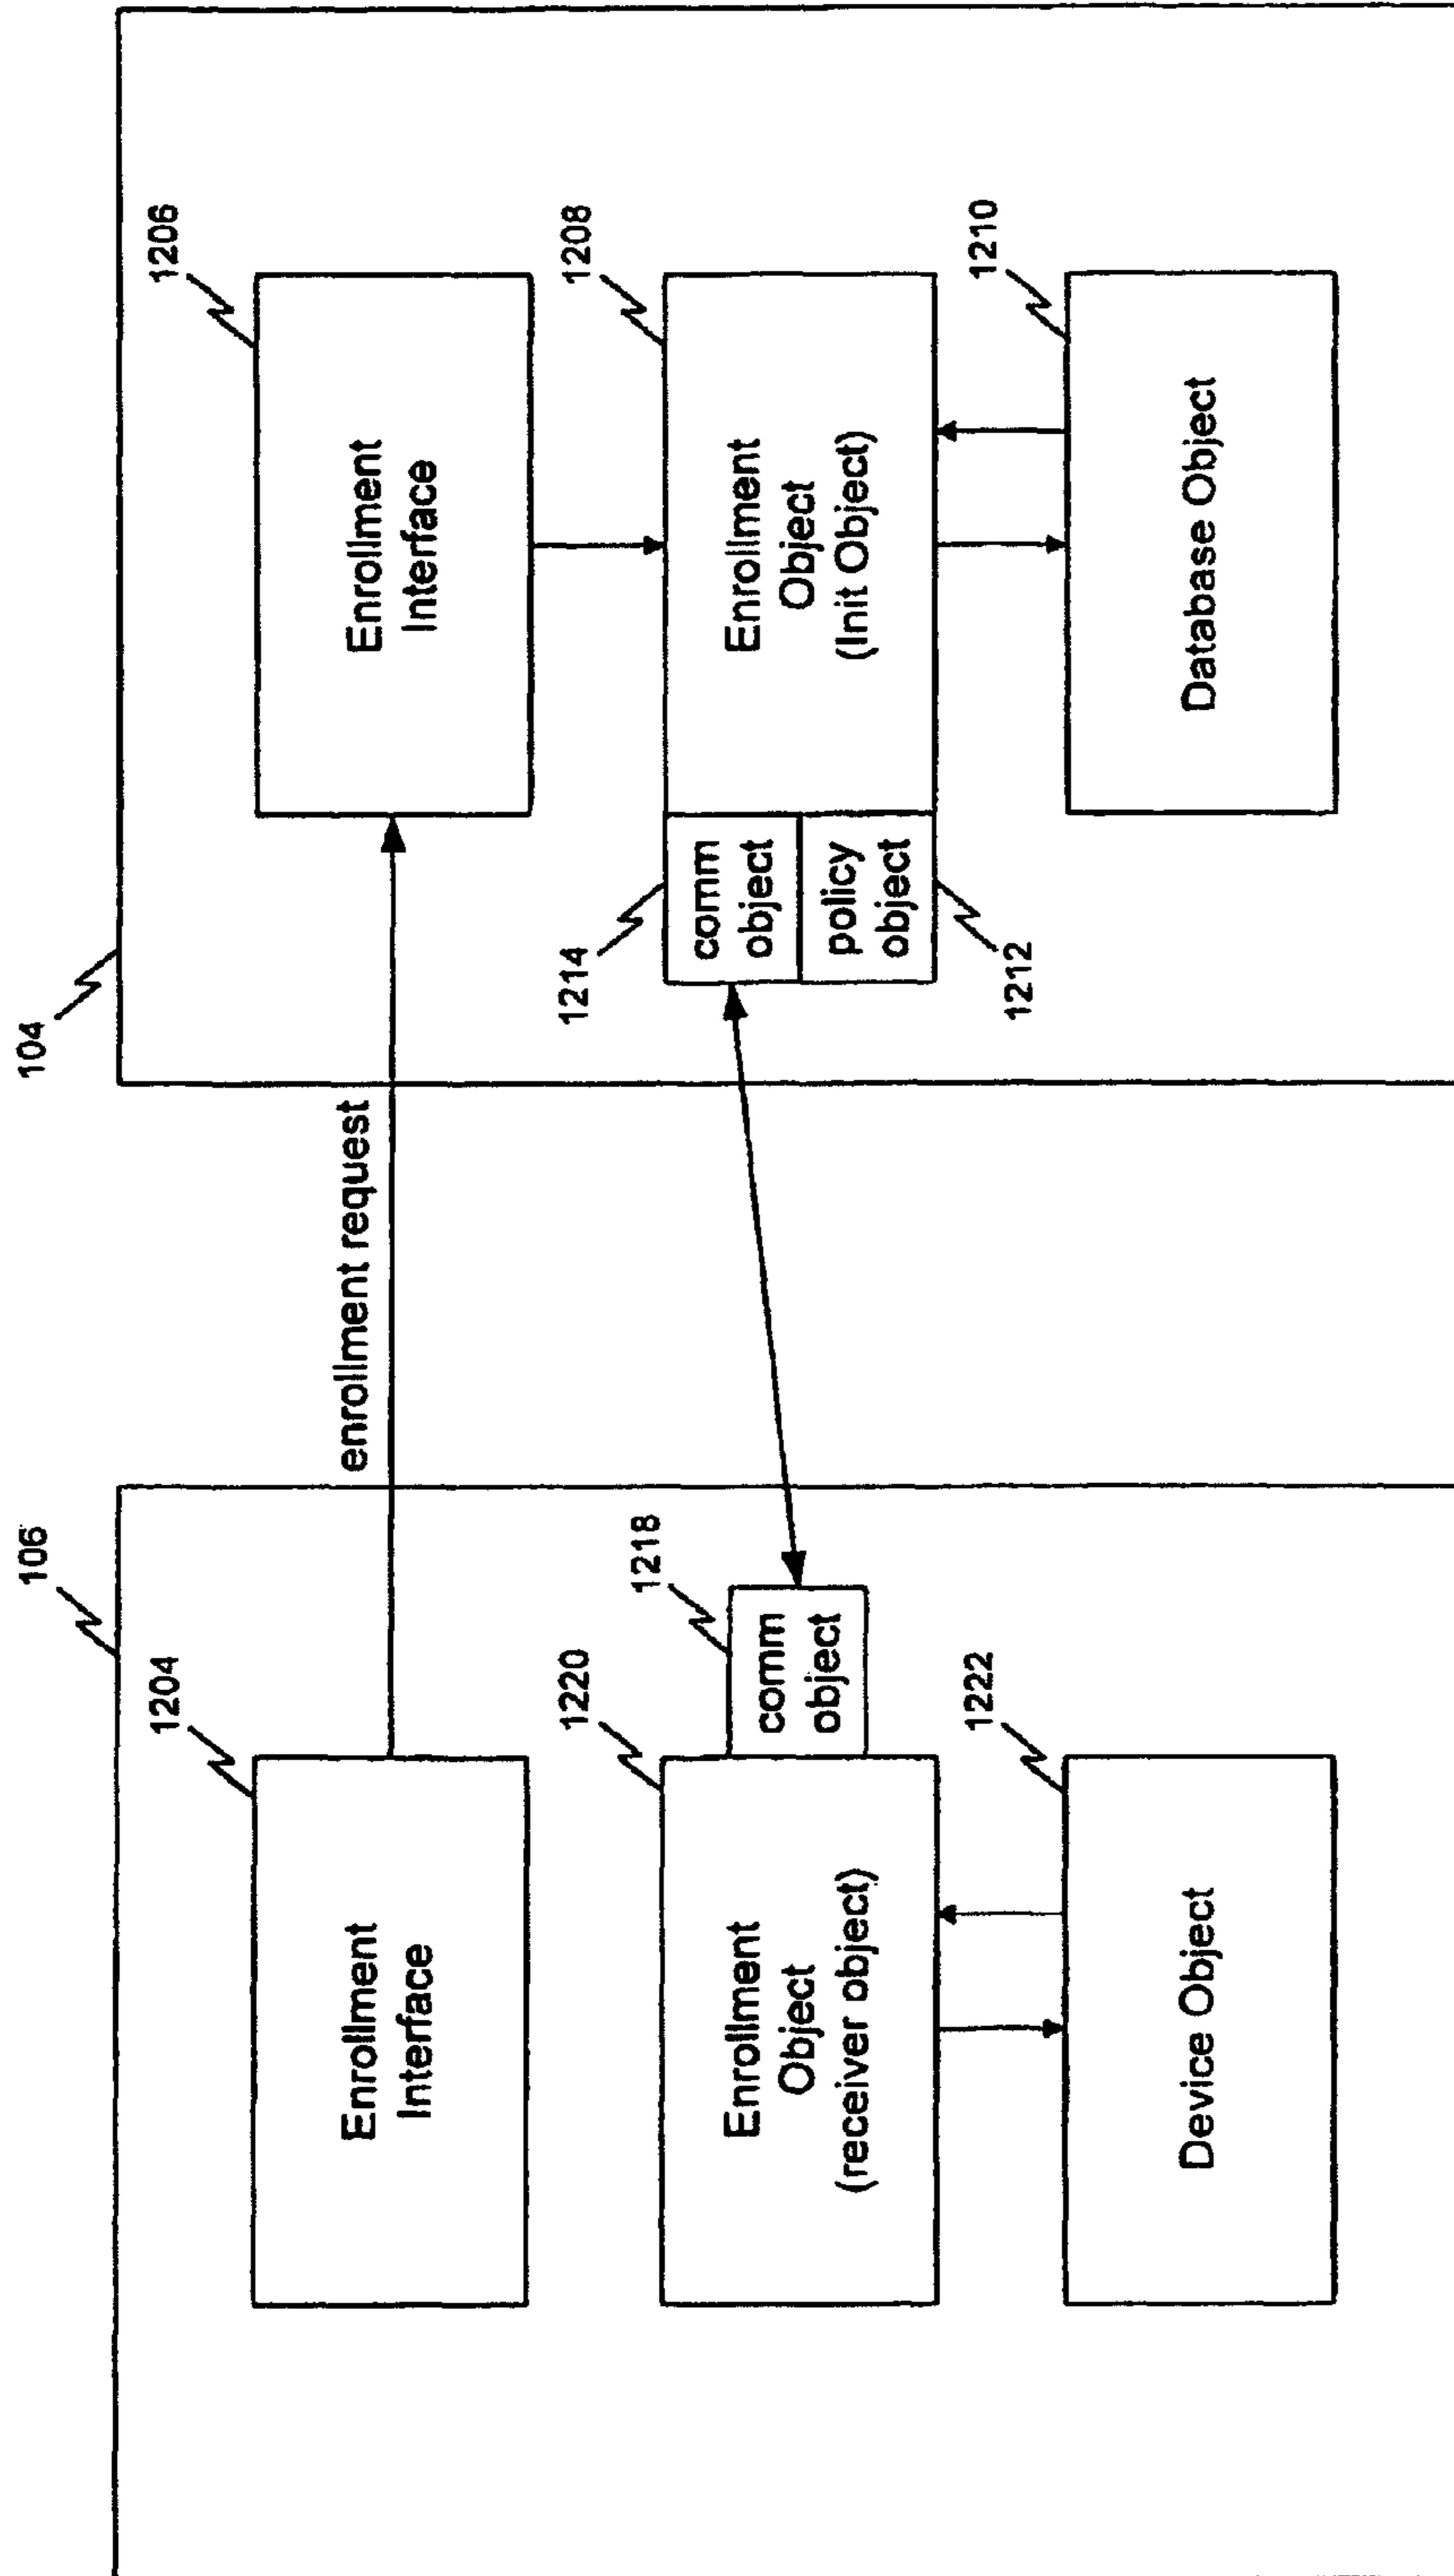 106
104
enrollment request
1204
Enrollment
Interface
1206
Enrollment
Interface
1220
Enrollment
Object
(receiver object)
1218
comm
object
1214
comm
object
policy
object
1212
1208
Enrollment
Object
(Init Object)
1222
Device Object
1210
Database Object